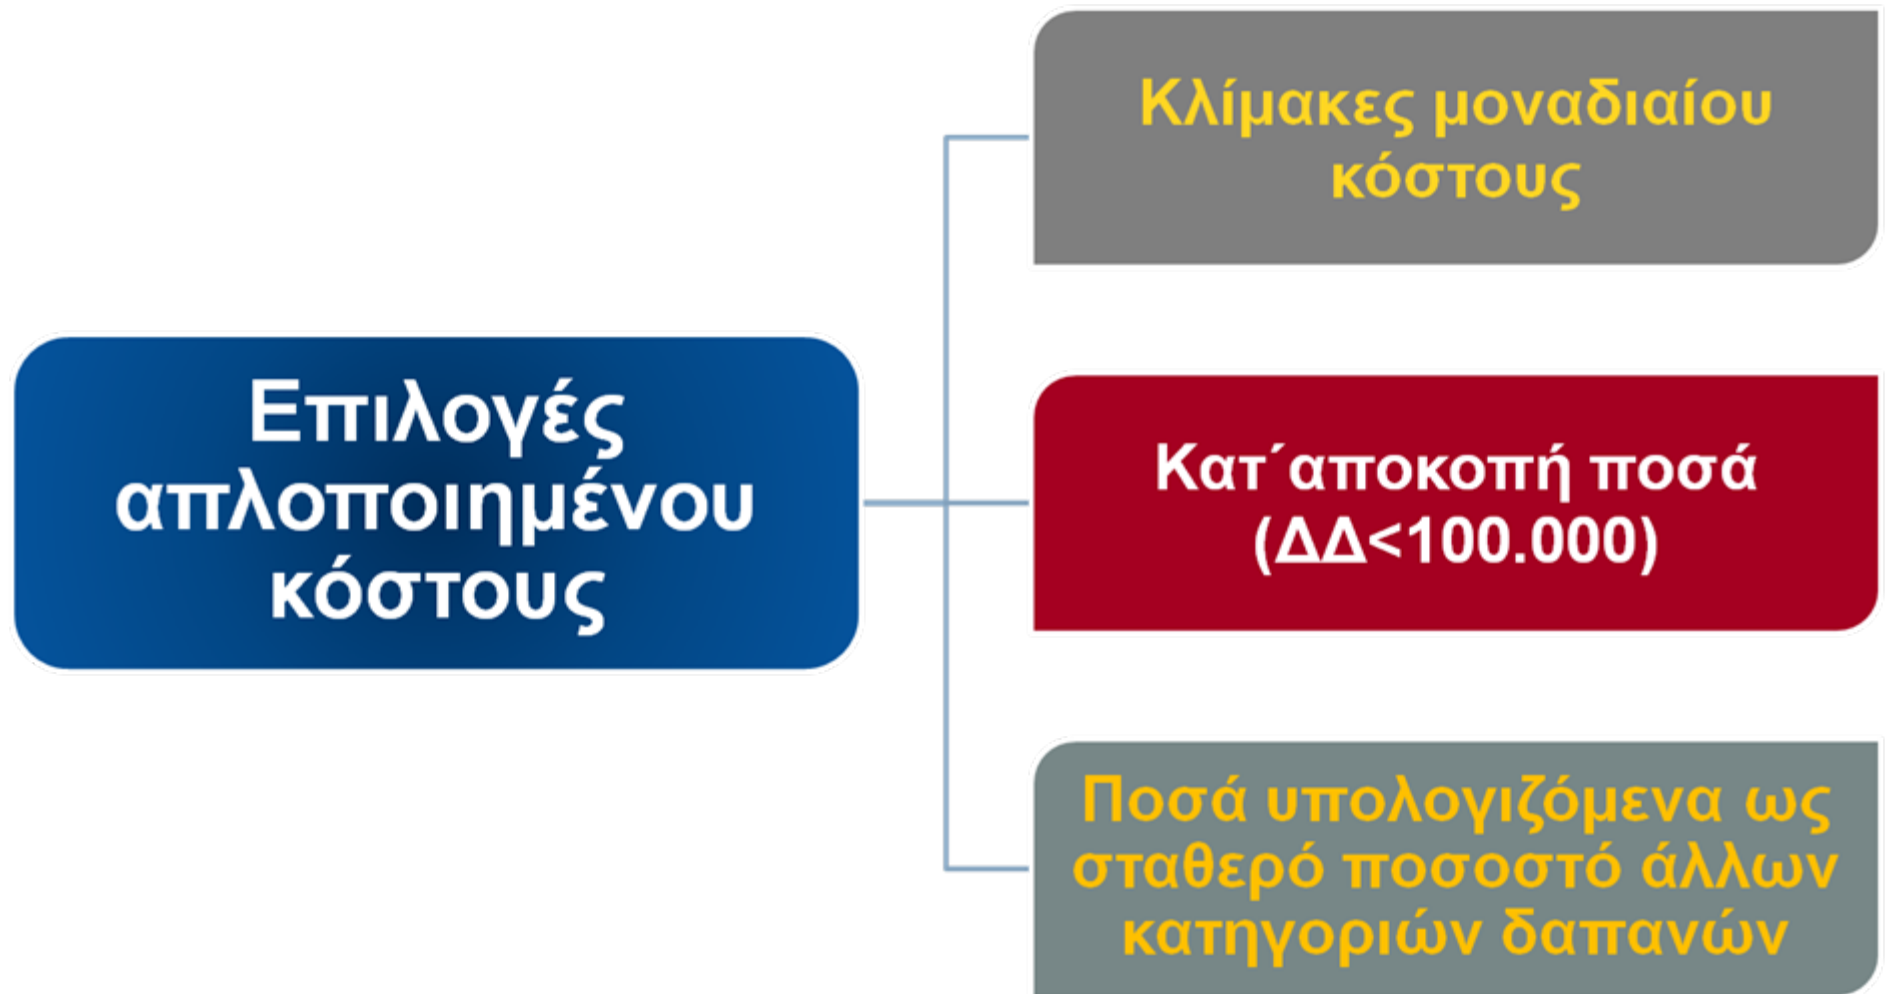 Επιλογές
απλοποιημένου
κόστους
Κλίμακες μοναδιαίου
κόστους
Κατ΄αποκοπή ποσά
(ΔΔ<100.000)
Ποσά υπολογιζόμενα ως
σταθερό ποσοστό άλλων
κατηγοριών δαπανών